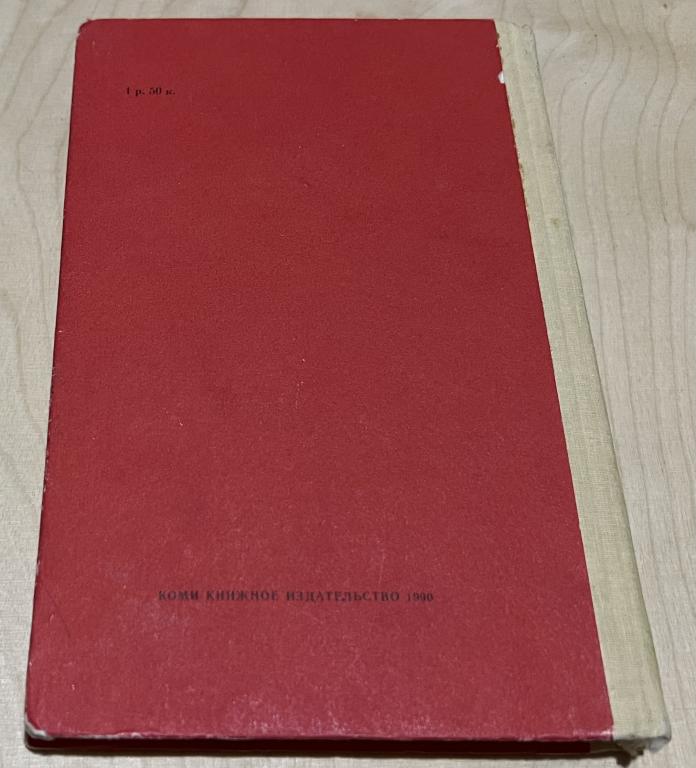 1 р. 50 к.
КОМИ КНИЖНОЕ ИЗДАТЕЛЬСТВО 1990